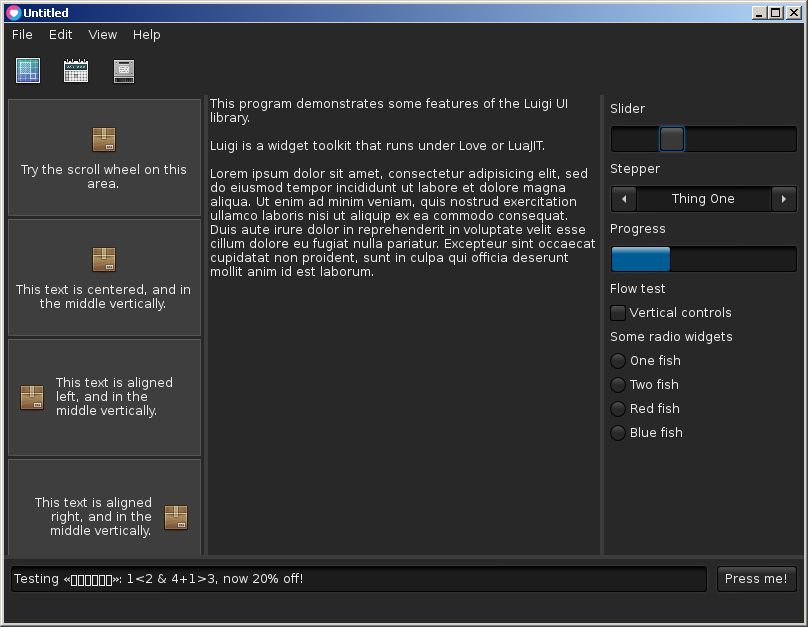 Untitled
File Edit View Help
Try the scroll wheel on this
area.
This text is centered, and in
the middle vertically.
This text is aligned
left, and in the
middle vertically.
This text is aligned
right, and in the
middle vertically.
This program demonstrates some features of the Luigi UI
library.
Luigi is a widget toolkit that runs under Love or LuaJIT.
Lorem ipsum dolor sit amet, consectetur adipisicing elit, sed
do eiusmod tempor incididunt ut labore et dolore magna
aliqua. Ut enim ad minim veniam, quis nostrud exercitation
ullamco laboris nisi ut aliquip ex ea commodo consequat.
Duis aute irure dolor in reprehenderit in voluptate velit esse
cillum dolore eu fugiat nulla pariatur. Excepteur sint occaecat
cupidatat non proident, sunt in culpa qui officia deserunt
mollit anim id est laborum.
Slider
Stepper
Thing One
Progress
Flow test
Vertical controls
Some radio widgets
One fish
Two fish
Red fish
Blue fish
Testing «▯▯▯▯▯▯»: 1<2 & 4+1>3, now 20% off!
Press me!